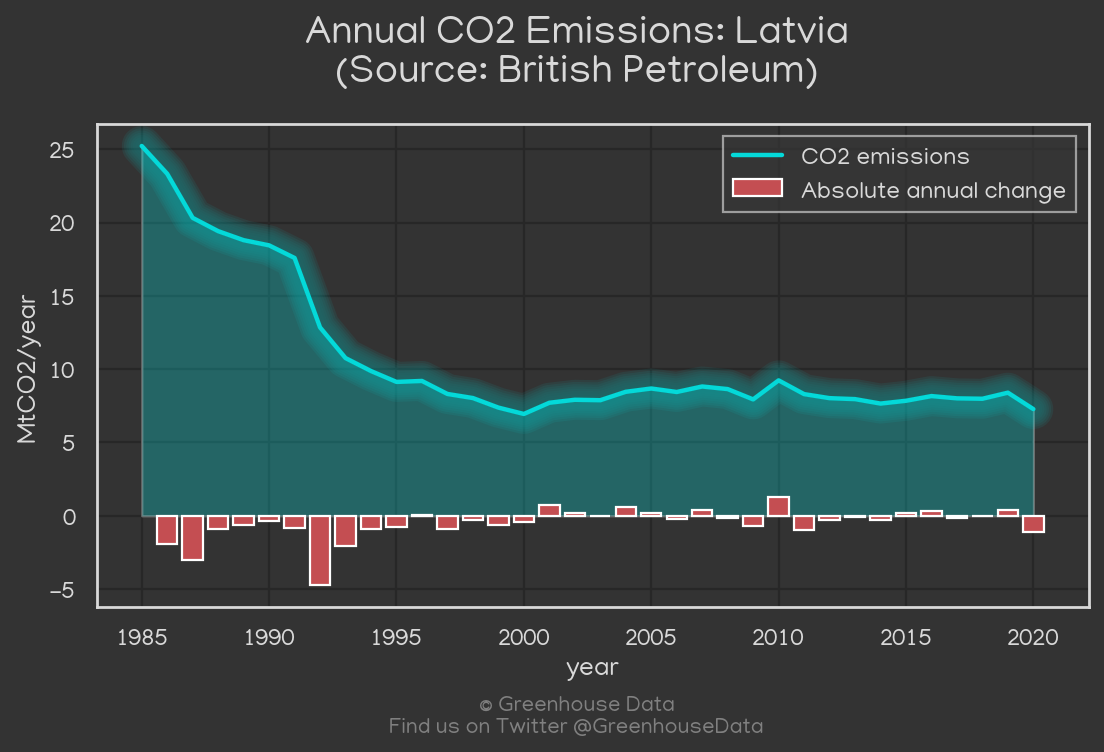 Annual CO2 Emissions: Latvia
(Source: British Petroleum)
CO2 emissions
Absolute annual change
MtCO2/year
25
20
15
10
5
0
−5
1985 1990 1995 2000 2005 2010 2015 2020
year
© Greenhouse Data
Find us on Twitter @GreenhouseData